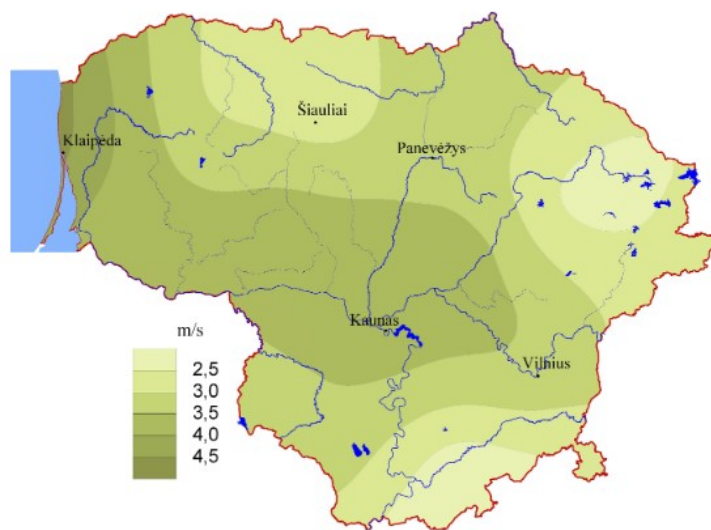 Šiauliai
Klaipėda
Panevėžys
Kaunas
Vilnius
m/s
2,5
3,0
3,5
4,0
4,5